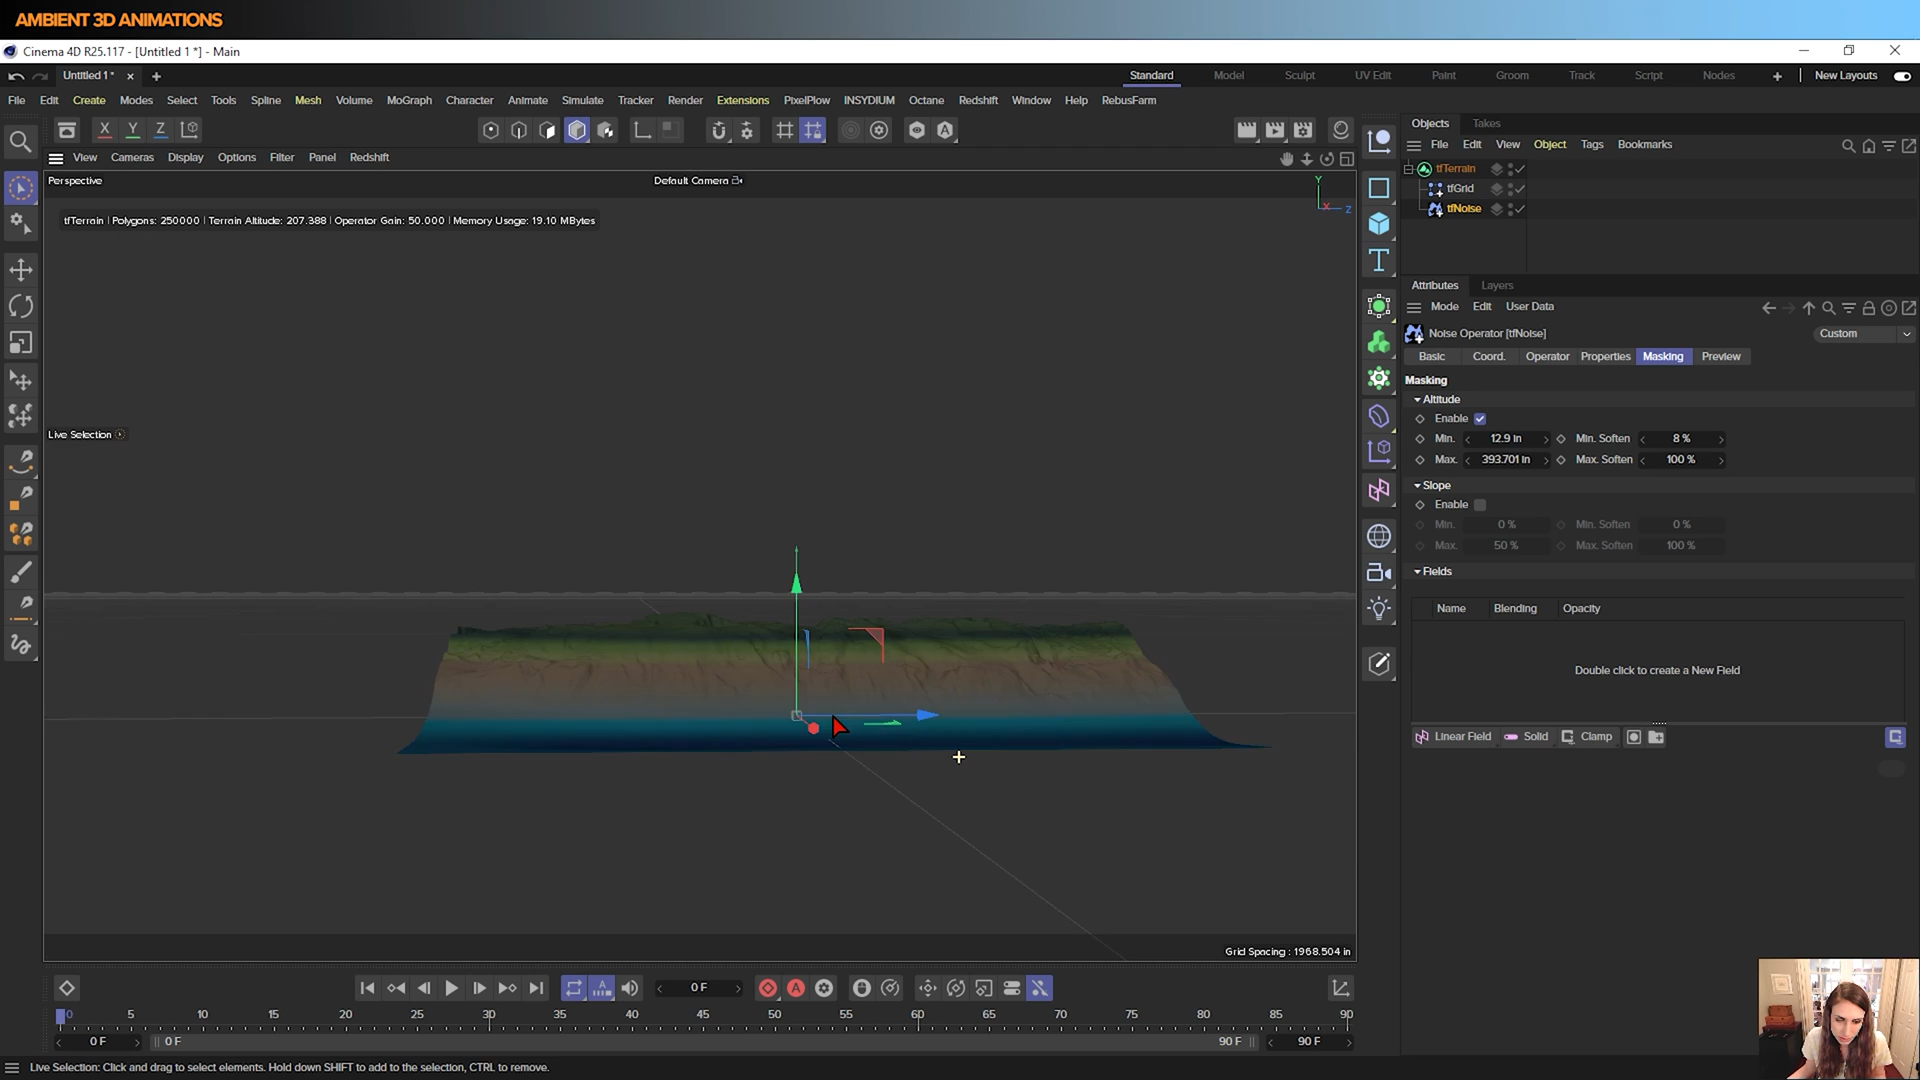 AMBIENT 3D ANIMATIONS
Cinema 4D R25.117 - [Untitled 1 *] - Main
Untitled 1 *
Standard Model Sculpt UV Edit Paint Groom Track Script Nodes New Layouts
File Edit Create Modes Select Tools Spline Mesh Volume MoGraph Character Animate Simulate Tracker Render Extensions PixelPlow INSYDIUM Octane Redshift Window Help RebusFarm
X Y Z
View Cameras Display Options Filter Panel Redshift
Perspective
Default Camera
tfTerrain | Polygons: 250000 | Terrain Altitude: 207.388 | Operator Gain: 50.000 | Memory Usage: 19.10 MBytes
Y
X
Z
Live Selection
Grid Spacing : 1968.504 in
Objects Takes
File Edit View Object Tags Bookmarks
tfTerrain
tfGrid
tfNoise
Attributes Layers
Mode Edit User Data
Noise Operator [tfNoise]
Custom
Basic Coord. Operator Properties Masking Preview
Masking
Altitude
Enable
Min. 12.9 in Min. Soften 8 %
Max. 393.701 in Max. Soften 100 %
Slope
Enable
Min. 0 % Min. Soften 0 %
Max. 50 % Max. Soften 100 %
Fields
Name Blending Opacity
Double click to create a New Field
Linear Field Solid Clamp
0 F
0 5 10 15 20 25 30 35 40 45 50 55 60 65 70 75 80 85 90
0 F 0 F 90 F 90 F
Live Selection: Click and drag to select elements. Hold down SHIFT to add to the selection, CTRL to remove.